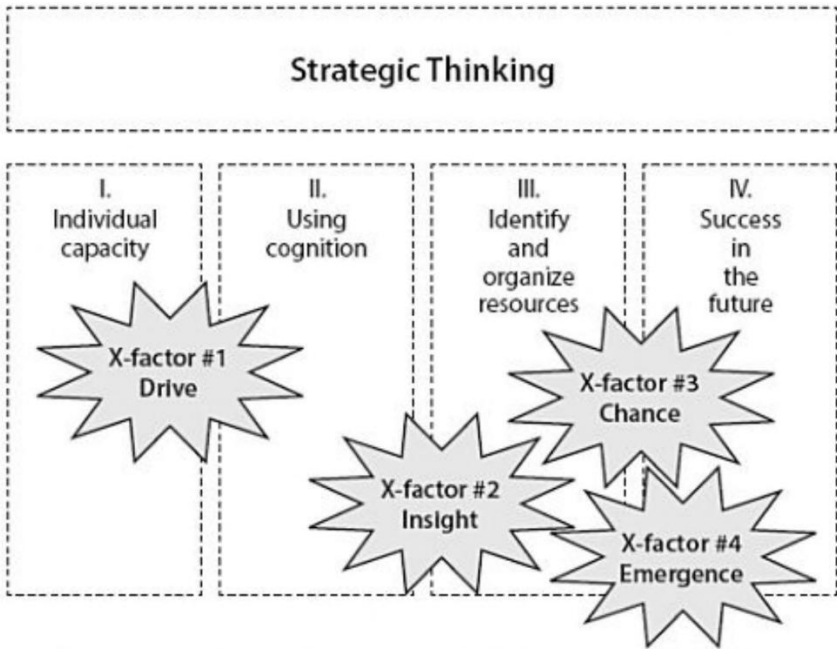 Strategic Thinking
I.
Individual
capacity
II.
Using
cognition
III.
Identify
and
organize
resources
IV.
Success
in
the
future
X-factor #1
Drive
X-factor #2
Insight
X-factor #3
Chance
X-factor #4
Emergence